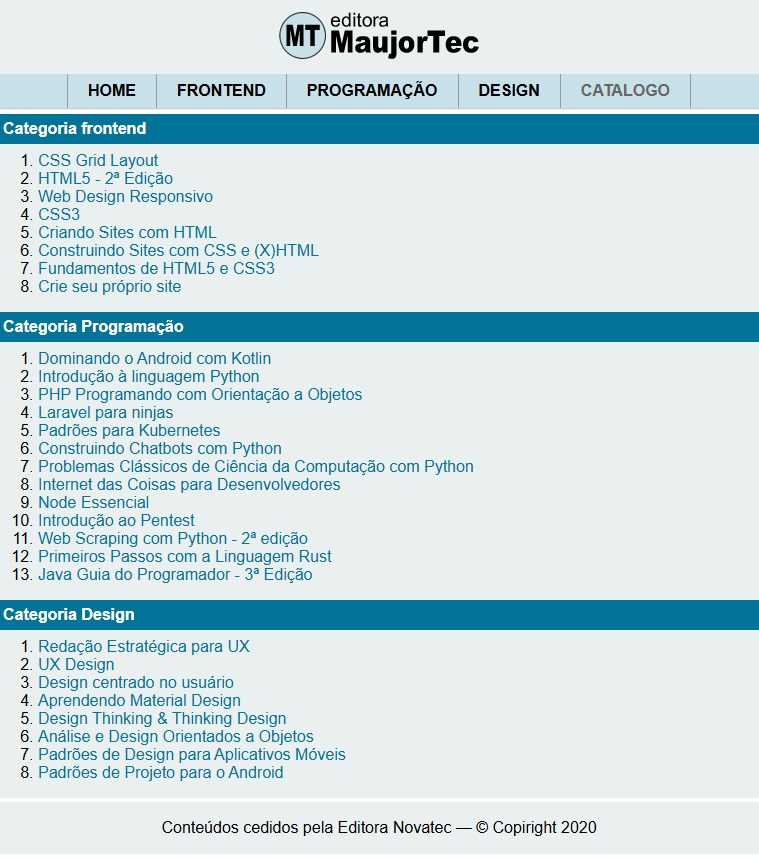 MT editora
MaujorTec
HOME FRONTEND PROGRAMAÇÃO DESIGN CATALOGO
Categoria frontend
1. CSS Grid Layout
2. HTML5 - 2ª Edição
3. Web Design Responsivo
4. CSS3
5. Criando Sites com HTML
6. Construindo Sites com CSS e (X)HTML
7. Fundamentos de HTML5 e CSS3
8. Crie seu próprio site
Categoria Programação
1. Dominando o Android com Kotlin
2. Introdução à linguagem Python
3. PHP Programando com Orientação a Objetos
4. Laravel para ninjas
5. Padrões para Kubernetes
6. Construindo Chatbots com Python
7. Problemas Clássicos de Ciência da Computação com Python
8. Internet das Coisas para Desenvolvedores
9. Node Essencial
10. Introdução ao Pentest
11. Web Scraping com Python - 2ª edição
12. Primeiros Passos com a Linguagem Rust
13. Java Guia do Programador - 3ª Edição
Categoria Design
1. Redação Estratégica para UX
2. UX Design
3. Design centrado no usuário
4. Aprendendo Material Design
5. Design Thinking & Thinking Design
6. Análise e Design Orientados a Objetos
7. Padrões de Design para Aplicativos Móveis
8. Padrões de Projeto para o Android
Conteúdos cedidos pela Editora Novatec — © Copiright 2020